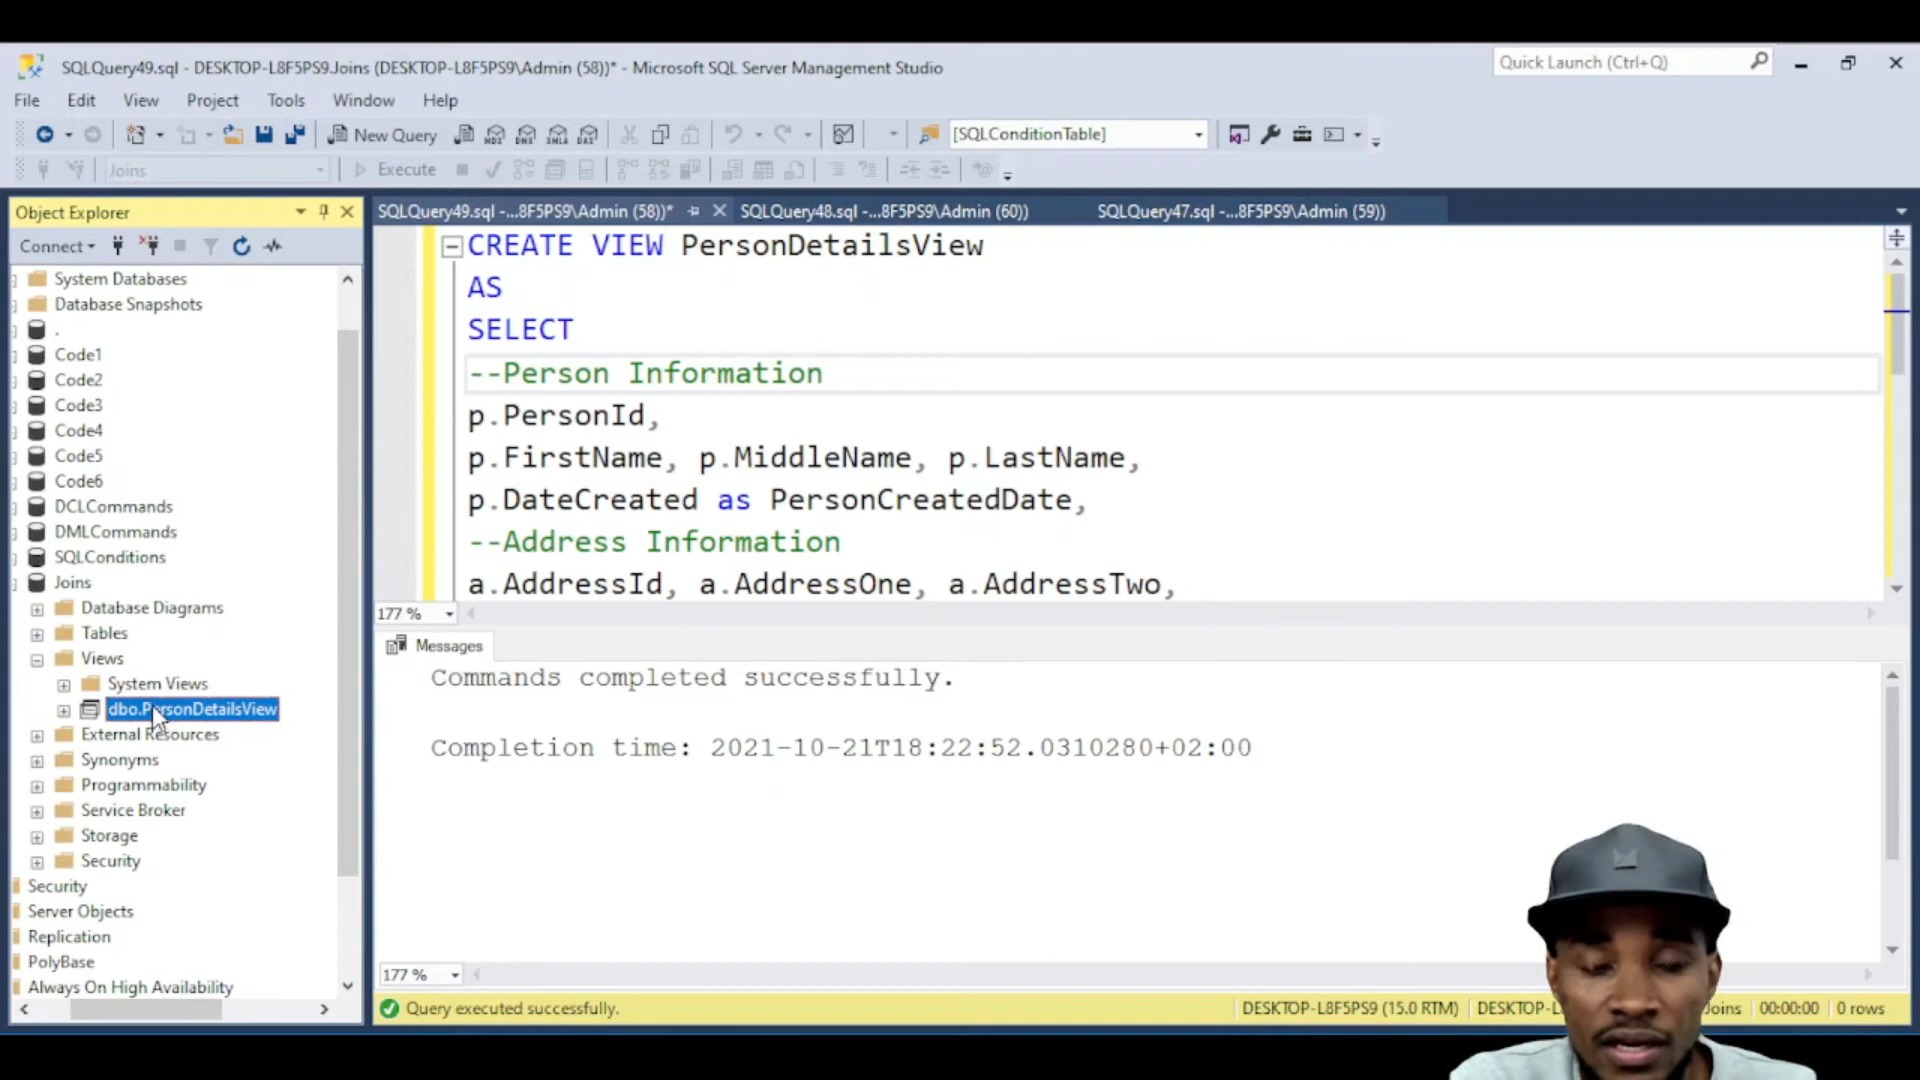 SQLQuery49.sql - DESKTOP-L8F5PS9.Joins (DESKTOP-L8F5PS9\Admin (58))* - Microsoft SQL Server Management Studio
Quick Launch (Ctrl+Q)
File Edit View Project Tools Window Help
New Query
MDX DMX XMLA DAX
[SQLConditionTable]
Joins
Execute
Object Explorer
SQLQuery49.sql -...8F5PS9\Admin (58))*
SQLQuery48.sql -...8F5PS9\Admin (60))
SQLQuery47.sql -...8F5PS9\Admin (59))
Connect
System Databases
Database Snapshots
.
Code1
Code2
Code3
Code4
Code5
Code6
DCLCommands
DMLCommands
SQLConditions
Joins
Database Diagrams
Tables
Views
System Views
dbo.PersonDetailsView
External Resources
Synonyms
Programmability
Service Broker
Storage
Security
Security
Server Objects
Replication
PolyBase
Always On High Availability
CREATE VIEW PersonDetailsView
AS
SELECT
--Person Information
p.PersonId,
p.FirstName, p.MiddleName, p.LastName,
p.DateCreated as PersonCreatedDate,
--Address Information
a.AddressId, a.AddressOne, a.AddressTwo,
177 %
Messages
Commands completed successfully.
Completion time: 2021-10-21T18:22:52.0310280+02:00
177 %
Query executed successfully.
DESKTOP-L8F5PS9 (15.0 RTM)
DESKTOP-L
Joins
00:00:00
0 rows